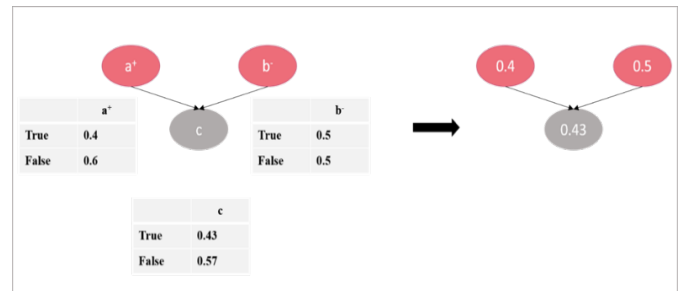 a⁺ b⁻ 0.4 0.5
c 0.43
a⁺
True 0.4
False 0.6
b⁻
True 0.5
False 0.5
c
True 0.43
False 0.57